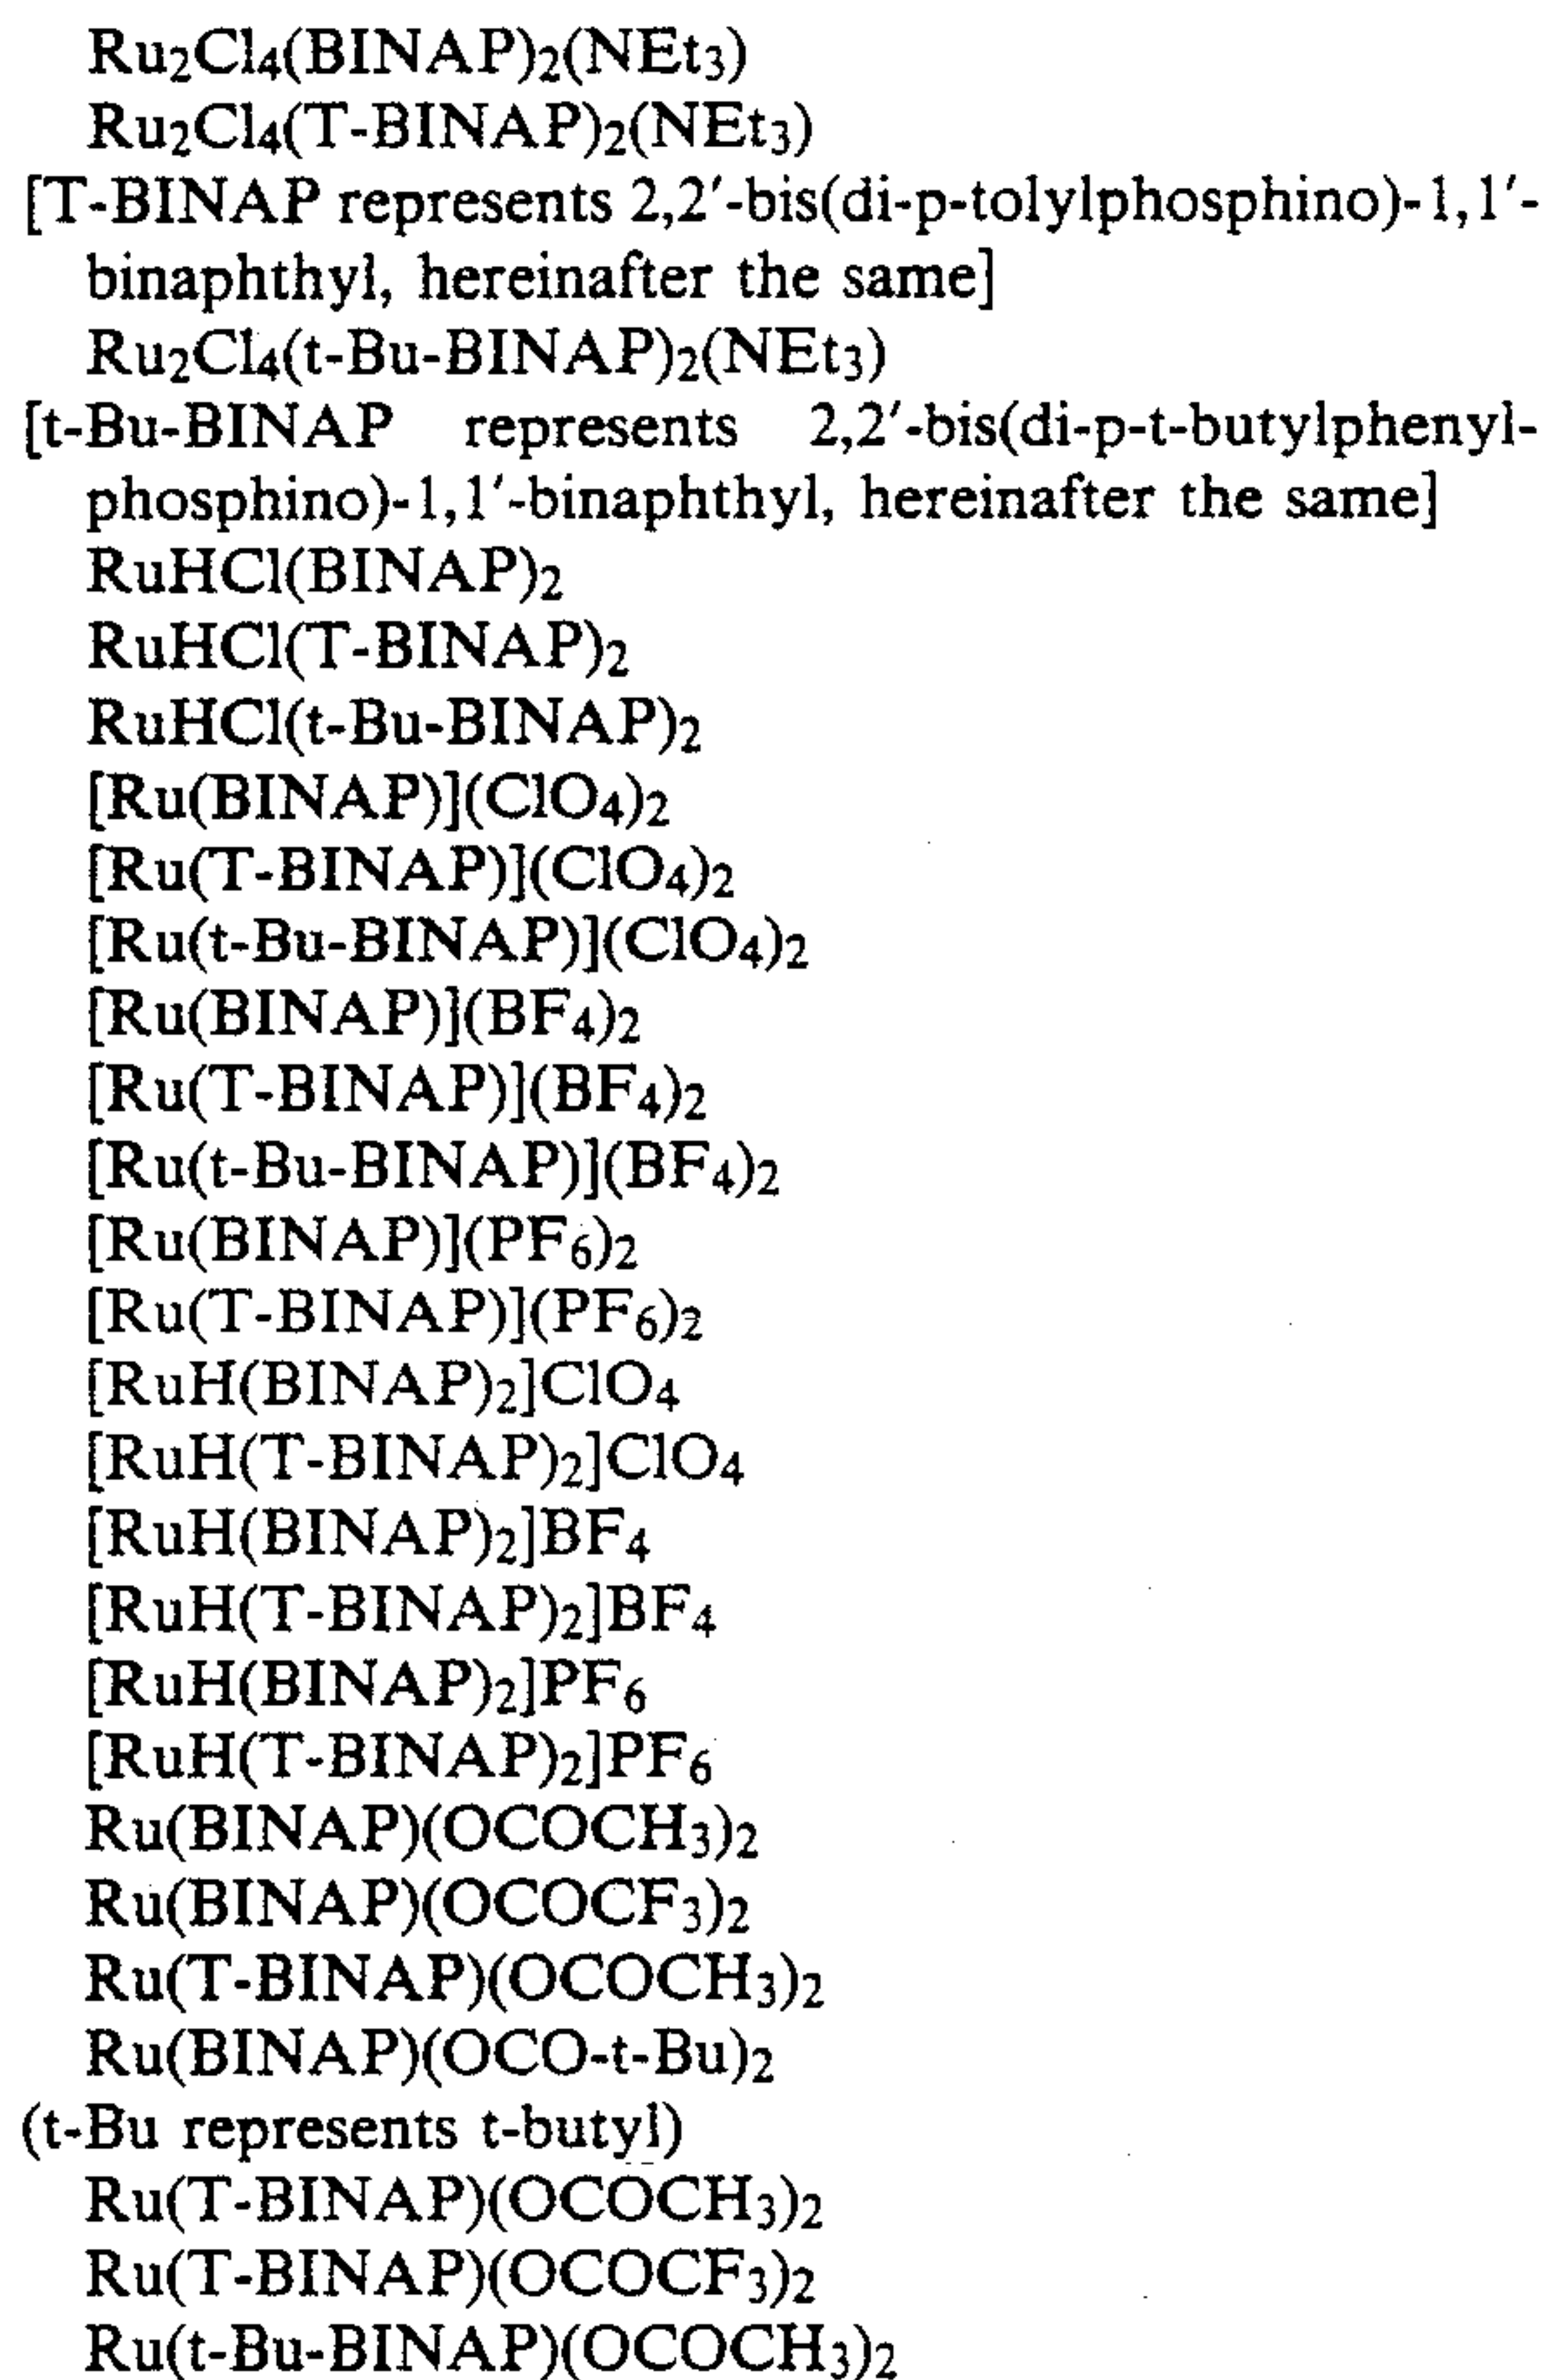 Ru₂Cl₄(BINAP)₂(NEt₃)
Ru₂Cl₄(T-BINAP)₂(NEt₃)
[T-BINAP represents 2,2′-bis(di-p-tolylphosphino)-1,1′-
binaphthyl, hereinafter the same]
Ru₂Cl₄(t-Bu-BINAP)₂(NEt₃)
[t-Bu-BINAP represents 2,2′-bis(di-p-t-butylphenyl-
phosphino)-1,1′-binaphthyl, hereinafter the same]
RuHCl(BINAP)₂
RuHCl(T-BINAP)₂
RuHCl(t-Bu-BINAP)₂
[Ru(BINAP)](ClO₄)₂
[Ru(T-BINAP)](ClO₄)₂
[Ru(t-Bu-BINAP)](ClO₄)₂
[Ru(BINAP)](BF₄)₂
[Ru(T-BINAP)](BF₄)₂
[Ru(t-Bu-BINAP)](BF₄)₂
[Ru(BINAP)](PF₆)₂
[Ru(T-BINAP)](PF₆)₂
[RuH(BINAP)₂]ClO₄
[RuH(T-BINAP)₂]ClO₄
[RuH(BINAP)₂]BF₄
[RuH(T-BINAP)₂]BF₄
[RuH(BINAP)₂]PF₆
[RuH(T-BINAP)₂]PF₆
Ru(BINAP)(OCOCH₃)₂
Ru(BINAP)(OCOCF₃)₂
Ru(T-BINAP)(OCOCH₃)₂
Ru(BINAP)(OCO-t-Bu)₂
(t-Bu represents t-butyl)
Ru(T-BINAP)(OCOCH₃)₂
Ru(T-BINAP)(OCOCF₃)₂
Ru(t-Bu-BINAP)(OCOCH₃)₂